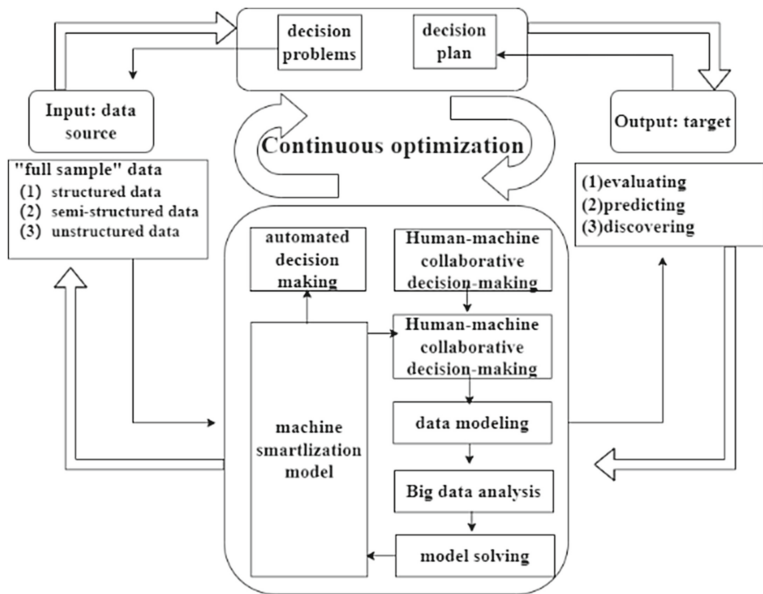 decision
problems
decision
plan
Input: data
source
Continuous optimization
Output: target
"full sample" data
(1) structured data
(2) semi-structured data
(3) unstructured data
(1)evaluating
(2)predicting
(3)discovering
automated
decision
making
Human-machine
collaborative
decision-making
Human-machine
collaborative
decision-making
machine
smartlization
model
data modeling
Big data analysis
model solving